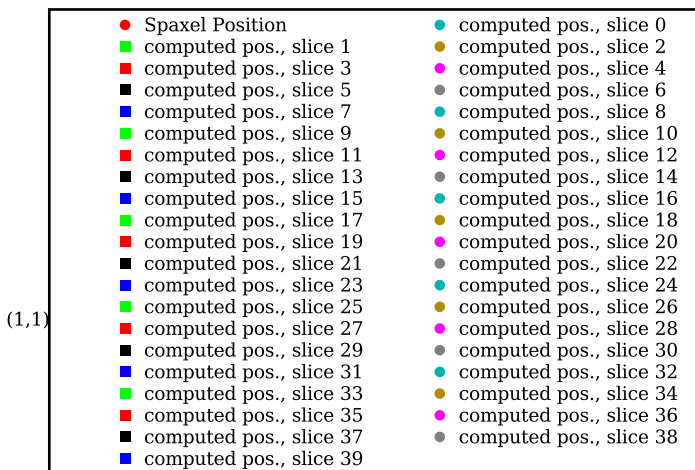 Spaxel Position
computed pos., slice 1
computed pos., slice 3
computed pos., slice 5
computed pos., slice 7
computed pos., slice 9
computed pos., slice 11
computed pos., slice 13
computed pos., slice 15
computed pos., slice 17
computed pos., slice 19
computed pos., slice 21
computed pos., slice 23
computed pos., slice 25
computed pos., slice 27
computed pos., slice 29
computed pos., slice 31
computed pos., slice 33
computed pos., slice 35
computed pos., slice 37
computed pos., slice 39
computed pos., slice 0
computed pos., slice 2
computed pos., slice 4
computed pos., slice 6
computed pos., slice 8
computed pos., slice 10
computed pos., slice 12
computed pos., slice 14
computed pos., slice 16
computed pos., slice 18
computed pos., slice 20
computed pos., slice 22
computed pos., slice 24
computed pos., slice 26
computed pos., slice 28
computed pos., slice 30
computed pos., slice 32
computed pos., slice 34
computed pos., slice 36
computed pos., slice 38
(1,1)